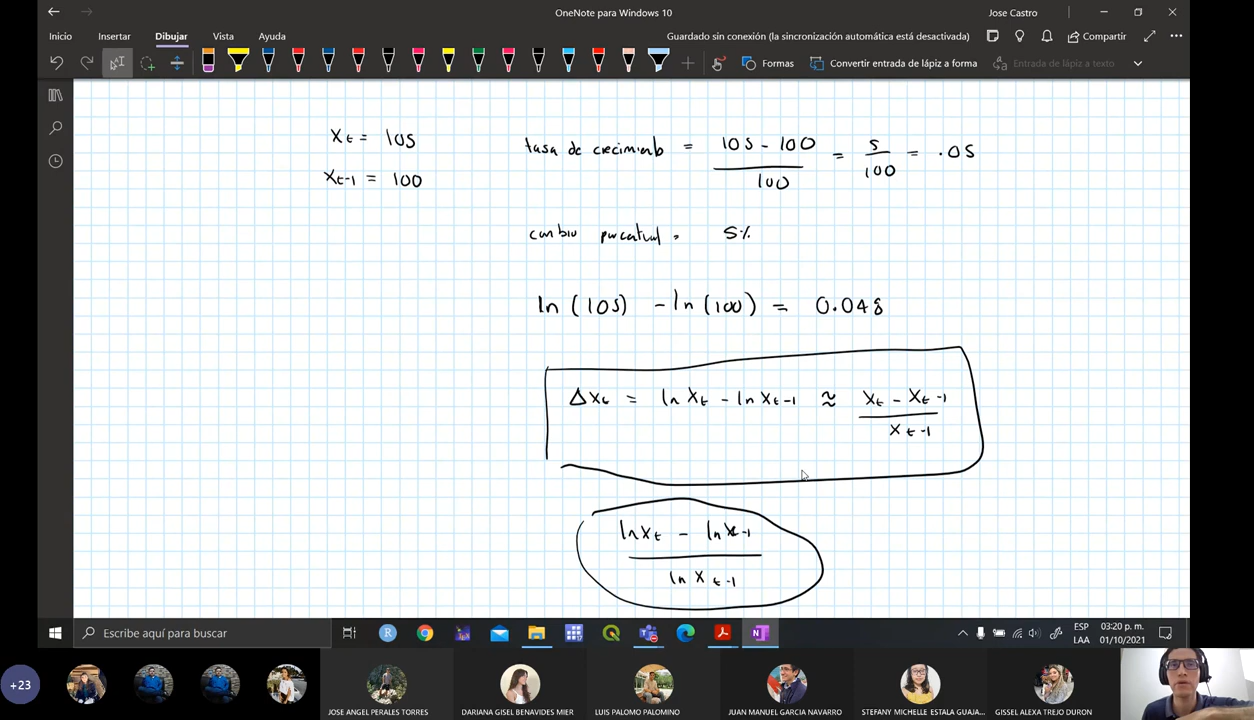 OneNote para Windows 10
Jose Castro
Inicio Insertar Dibujar Vista Ayuda
Guardado sin conexión (la sincronización automática está desactivada)
Compartir
Formas
Convertir entrada de lápiz a forma
Entrada de lápiz a texto
Xt = 105
Xt-1 = 100
tasa de crecimiento = (105 - 100) / 100 = 5/100 = .05
cambio porcentual = 5%
ln (105) - ln (100) = 0.048
ΔXt = ln Xt - ln Xt-1 ≈ (Xt - Xt-1) / Xt-1
(ln Xt - ln X-1) / ln Xt-1
Escribe aquí para buscar
ESP
LAA
03:20 p. m.
01/10/2021
+23
JOSE ANGEL PERALES TORRES
DARIANA GISEL BENAVIDES MIER
LUIS PALOMO PALOMINO
JUAN MANUEL GARCIA NAVARRO
STEFANY MICHELLE ESTALA GUAJA...
GISSEL ALEXA TREJO DURON